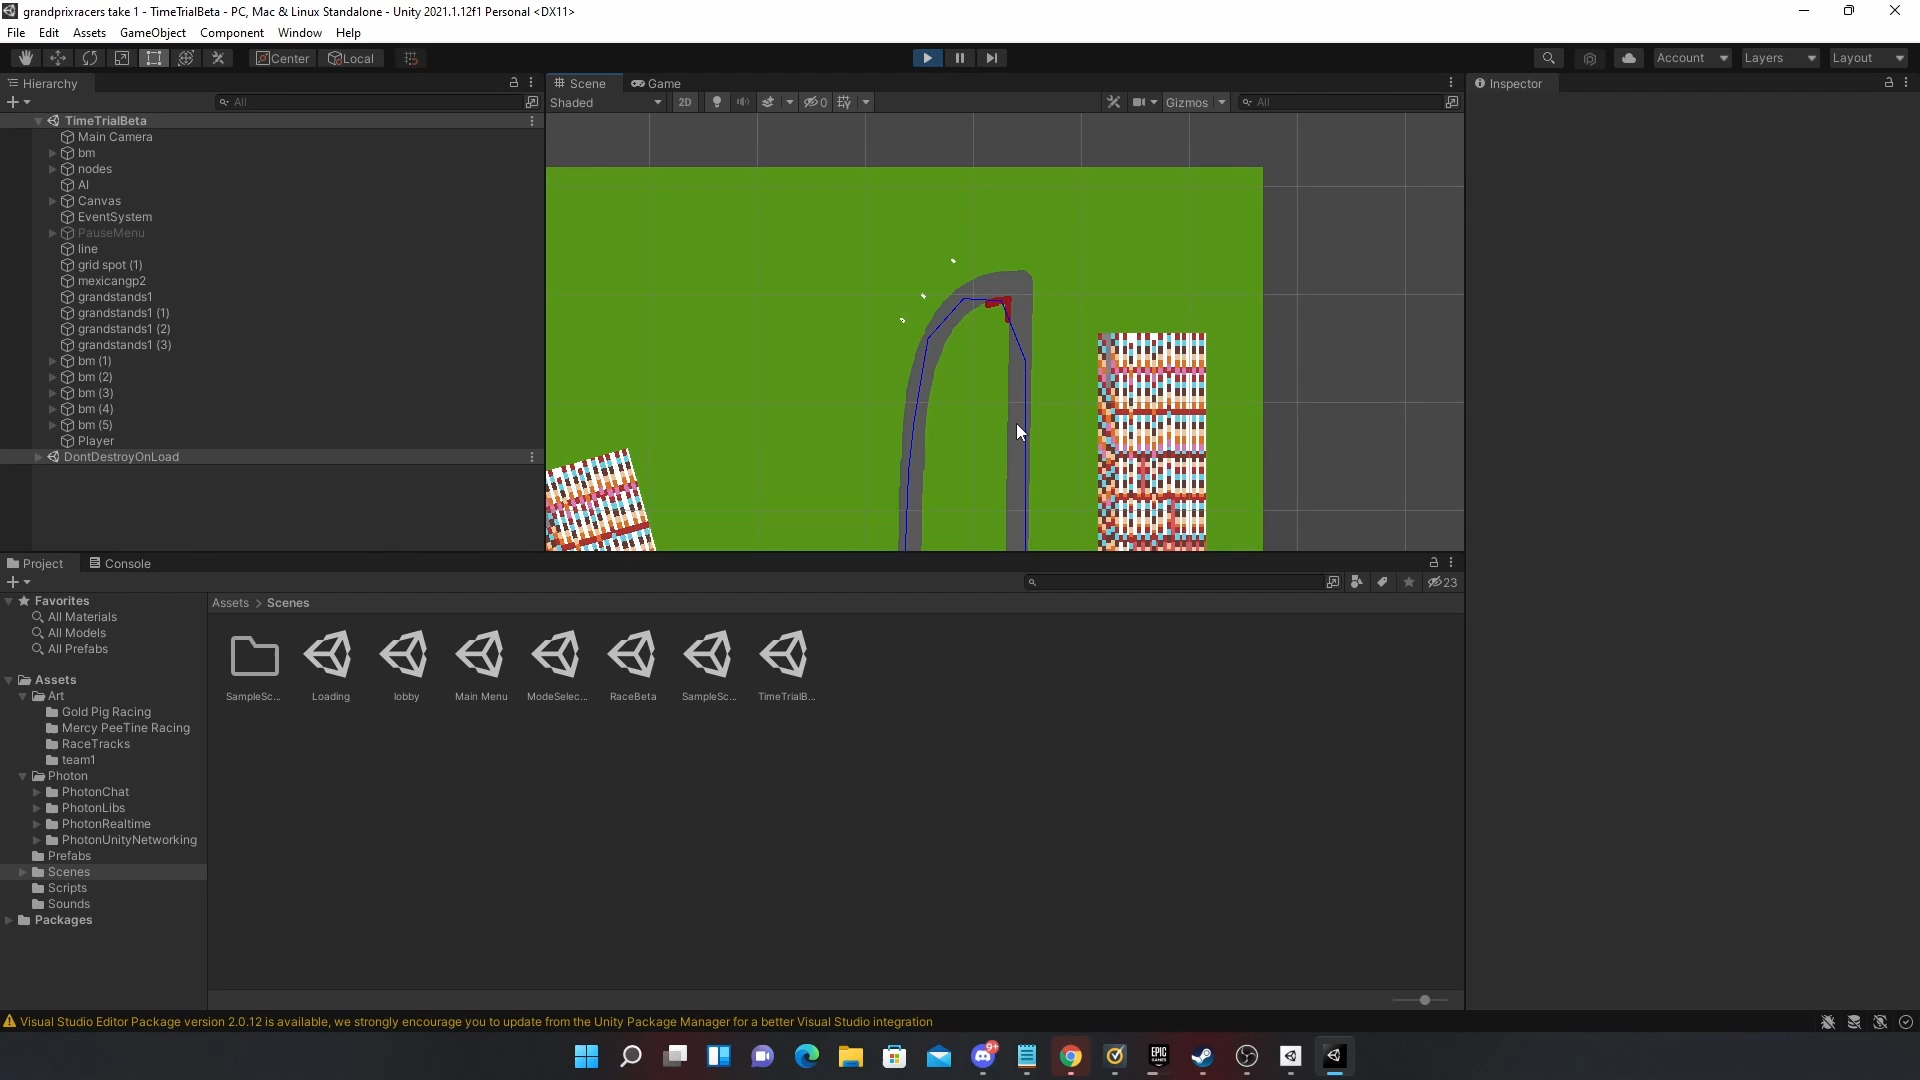 grandprixracers take 1 - TimeTrialBeta - PC, Mac & Linux Standalone - Unity 2021.1.12f1 Personal <DX11>
File Edit Assets GameObject Component Window Help
Center Local Account Layers Layout
Hierarchy
Scene Game
Inspector
All
Shaded 2D 0 Gizmos All
TimeTrialBeta
Main Camera
bm
nodes
AI
Canvas
EventSystem
PauseMenu
line
grid spot (1)
mexicangp2
grandstands1
grandstands1 (1)
grandstands1 (2)
grandstands1 (3)
bm (1)
bm (2)
bm (3)
bm (4)
bm (5)
Player
DontDestroyOnLoad
Project Console
23
Favorites
All Materials
All Models
All Prefabs
Assets
Art
Gold Pig Racing
Mercy PeeTine Racing
RaceTracks
team1
Photon
PhotonChat
PhotonLibs
PhotonRealtime
PhotonUnityNetworking
Prefabs
Scenes
Scripts
Sounds
Packages
Assets > Scenes
SampleSc... Loading lobby Main Menu ModeSelec... RaceBeta SampleSc... TimeTrialB...
Visual Studio Editor Package version 2.0.12 is available, we strongly encourage you to update from the Unity Package Manager for a better Visual Studio integration
9+
EPIC
GAMES